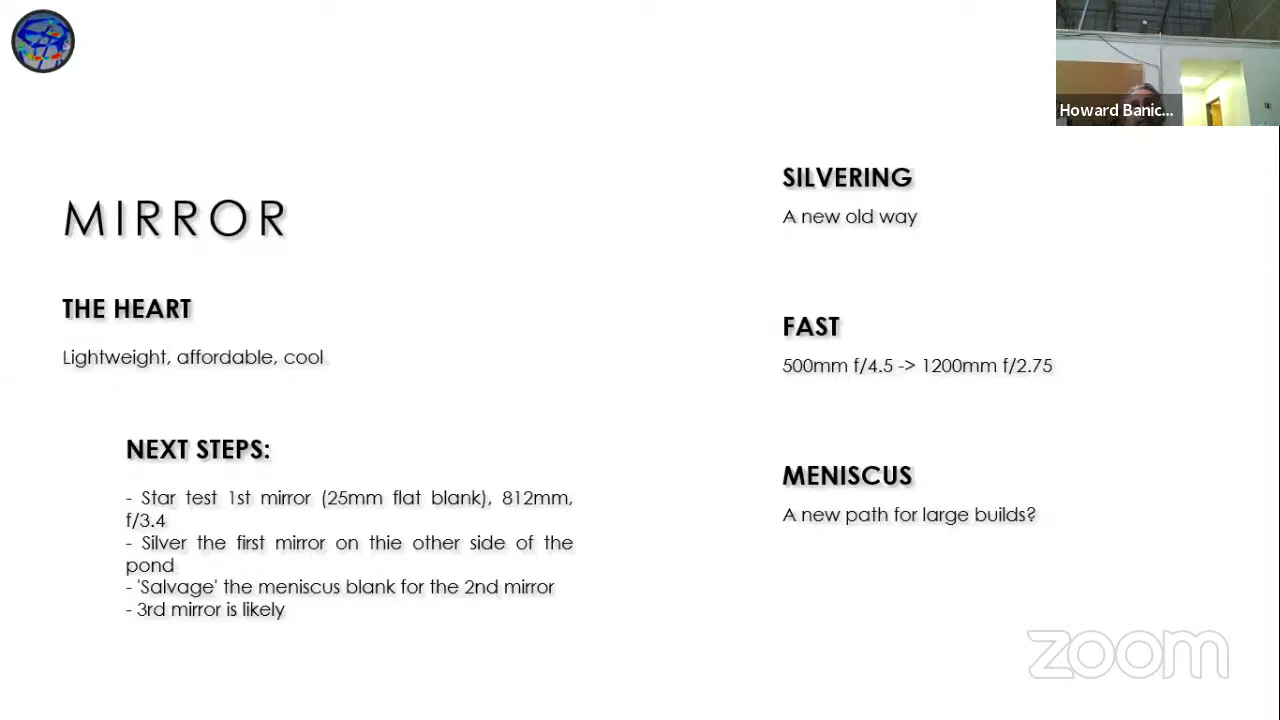 Howard Banic...
MIRROR
THE HEART
Lightweight, affordable, cool
NEXT STEPS:
- Star test 1st mirror (25mm flat blank), 812mm,
f/3.4
- Silver the first mirror on thie other side of the
pond
- 'Salvage' the meniscus blank for the 2nd mirror
- 3rd mirror is likely
SILVERING
A new old way
FAST
500mm f/4.5 -> 1200mm f/2.75
MENISCUS
A new path for large builds?
zoom